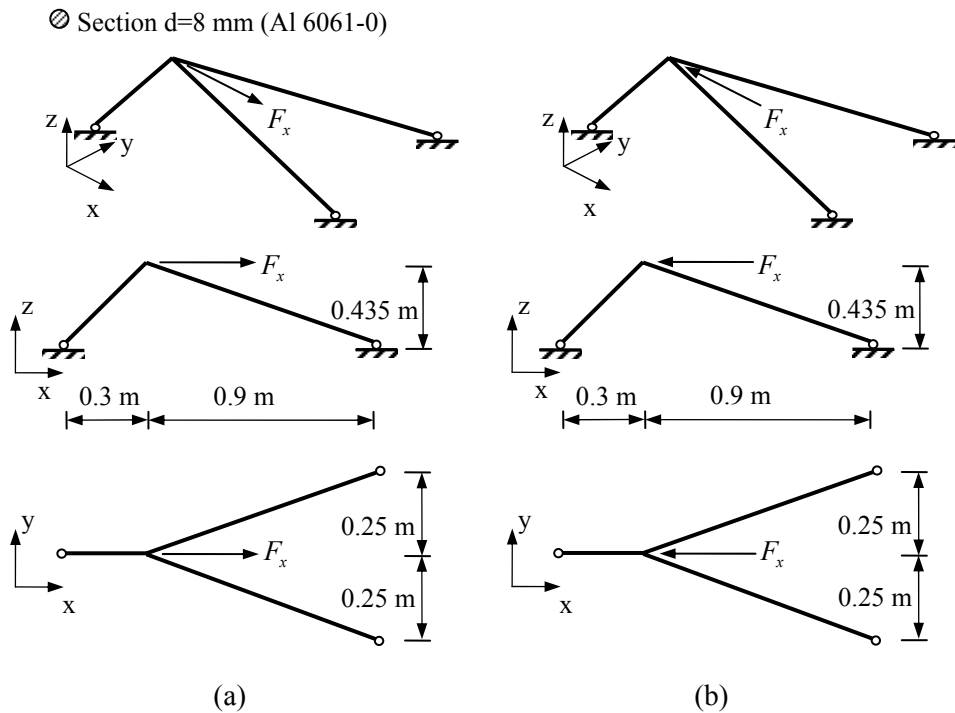 Section d=8 mm (Al 6061-0)
F_x
z
y
x
F_x
z
y
x
F_x
z
x
0.435 m
0.3 m
0.9 m
F_x
z
x
0.435 m
0.3 m
0.9 m
y
x
F_x
0.25 m
0.25 m
y
x
F_x
0.25 m
0.25 m
(a)
(b)